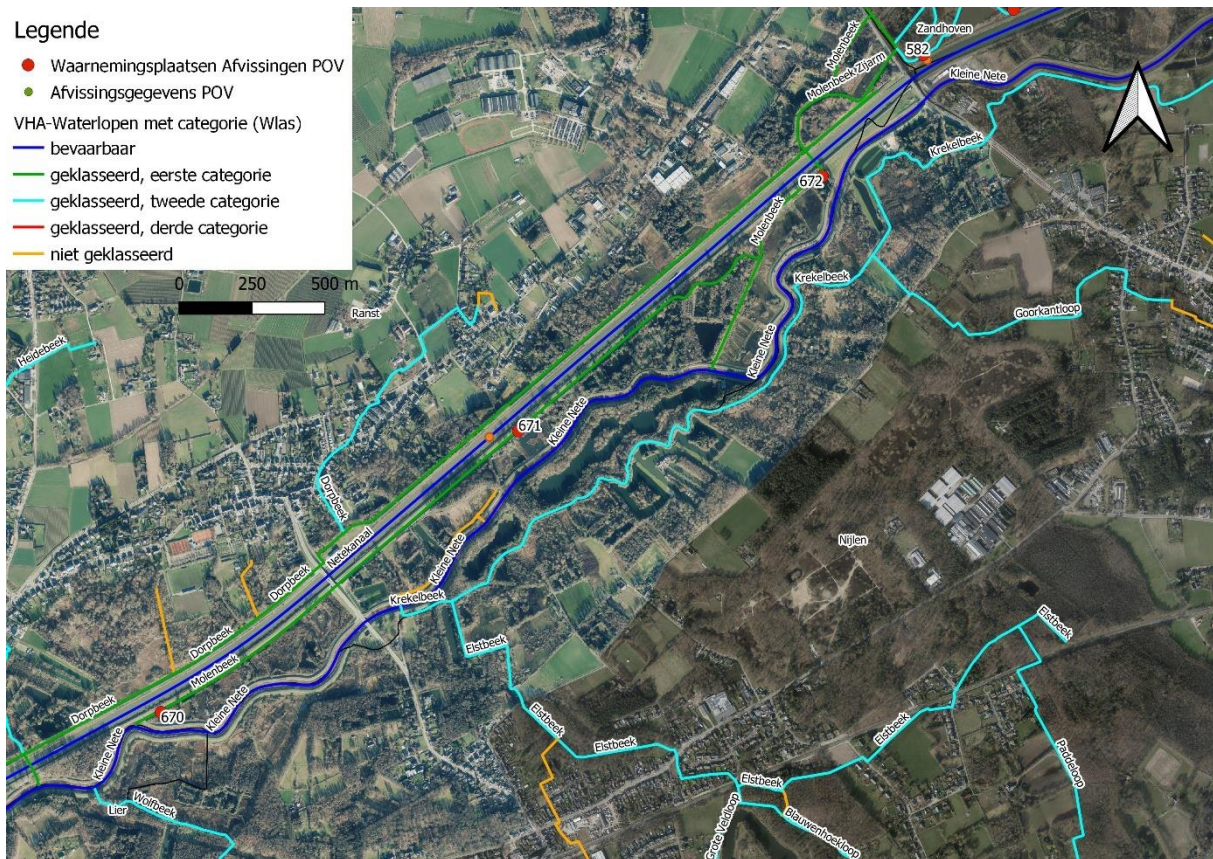 Legende
Waarnemingsplaatsen Afvissingen POV
Afvissingsgegevens POV
VHA-Waterlopen met categorie (Wlas)
bevaarbaar
geklasseerd, eerste categorie
geklasseerd, tweede categorie
geklasseerd, derde categorie
niet geklasseerd
0 250 500 m
Zandhoven
582
Molenbeek
Molenbeek Zijarm
Kleine Nete
Krekelbeek
672
Molenbeek
Krekelbeek
Goorkantloop
Ranst
Heidebeek
Kleine Nete
671
Kleine Nete
Dorpbeek
Nijlen
Netekanaal
Kleine Nete
Dorpbeek
Krekelbeek
Dorpbeek
Elstbeek
Elstbeek
Molenbeek
Dorpbeek
670
Kleine Nete
Elstbeek
Elstbeek
Elstbeek
Kleine Nete
Paddeloop
Elstbeek
Lier
Wolfbeek
Grote Veldloop
Blauwenhoekloop